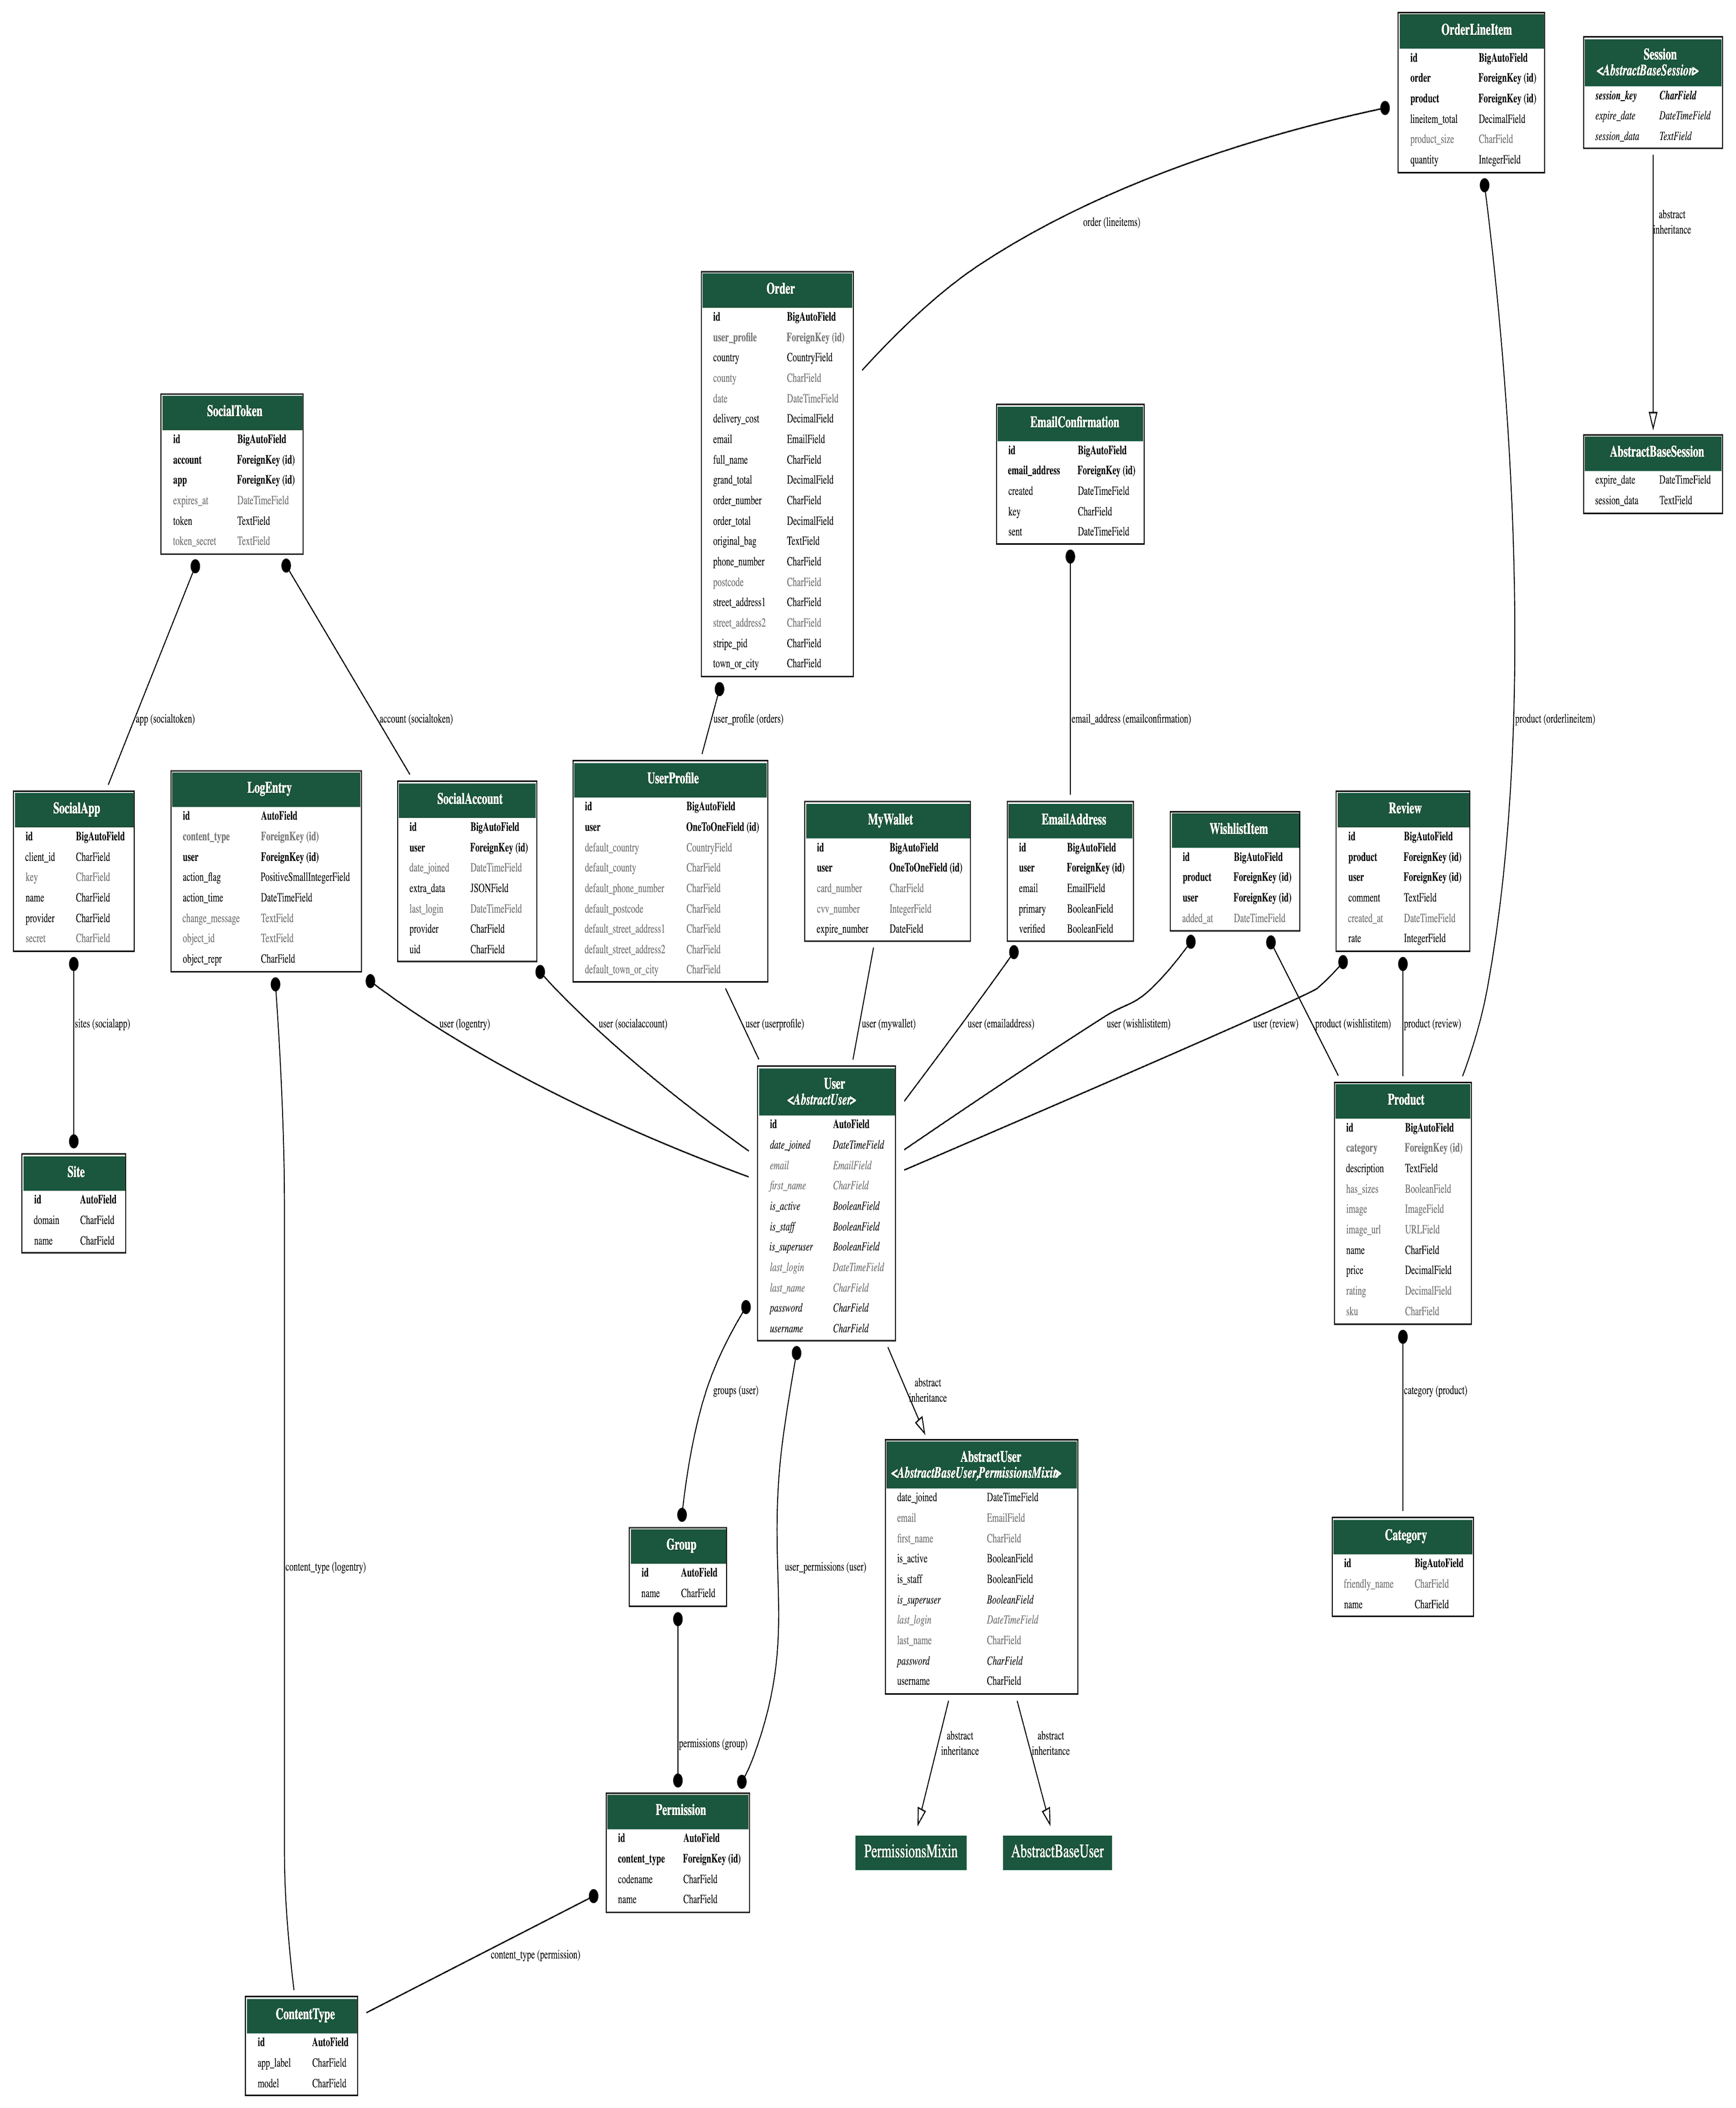 OrderLineItem
id BigAutoField
order ForeignKey (id)
product ForeignKey (id)
lineitem_total DecimalField
product_size CharField
quantity IntegerField
Session
<AbstractBaseSession>
session_key CharField
expire_date DateTimeField
session_data TextField
abstract
inheritance
order (lineitems)
Order
id BigAutoField
user_profile ForeignKey (id)
country CountryField
county CharField
date DateTimeField
delivery_cost DecimalField
email EmailField
full_name CharField
grand_total DecimalField
order_number CharField
order_total DecimalField
original_bag TextField
phone_number CharField
postcode CharField
street_address1 CharField
street_address2 CharField
stripe_pid CharField
town_or_city CharField
SocialToken
id BigAutoField
account ForeignKey (id)
app ForeignKey (id)
expires_at DateTimeField
token TextField
token_secret TextField
EmailConfirmation
id BigAutoField
email_address ForeignKey (id)
created DateTimeField
key CharField
sent DateTimeField
AbstractBaseSession
expire_date DateTimeField
session_data TextField
app (socialtoken)
account (socialtoken)
user_profile (orders)
email_address (emailconfirmation)
product (orderlineitem)
SocialApp
id BigAutoField
client_id CharField
key CharField
name CharField
provider CharField
secret CharField
LogEntry
id AutoField
content_type ForeignKey (id)
user ForeignKey (id)
action_flag PositiveSmallIntegerField
action_time DateTimeField
change_message TextField
object_id TextField
object_repr CharField
SocialAccount
id BigAutoField
user ForeignKey (id)
date_joined DateTimeField
extra_data JSONField
last_login DateTimeField
provider CharField
uid CharField
UserProfile
id BigAutoField
user OneToOneField (id)
default_country CountryField
default_county CharField
default_phone_number CharField
default_postcode CharField
default_street_address1 CharField
default_street_address2 CharField
default_town_or_city CharField
MyWallet
id BigAutoField
user OneToOneField (id)
card_number CharField
cvv_number IntegerField
expire_number DateField
EmailAddress
id BigAutoField
user ForeignKey (id)
email EmailField
primary BooleanField
verified BooleanField
WishlistItem
id BigAutoField
product ForeignKey (id)
user ForeignKey (id)
added_at DateTimeField
Review
id BigAutoField
product ForeignKey (id)
user ForeignKey (id)
comment TextField
created_at DateTimeField
rate IntegerField
sites (socialapp)
user (logentry)
user (socialaccount)
user (userprofile)
user (mywallet)
user (emailaddress)
user (wishlistitem)
user (review)
product (wishlistitem)
product (review)
Site
id AutoField
domain CharField
name CharField
User
<AbstractUser>
id AutoField
date_joined DateTimeField
email EmailField
first_name CharField
is_active BooleanField
is_staff BooleanField
is_superuser BooleanField
last_login DateTimeField
last_name CharField
password CharField
username CharField
Product
id BigAutoField
category ForeignKey (id)
description TextField
has_sizes BooleanField
image ImageField
image_url URLField
name CharField
price DecimalField
rating DecimalField
sku CharField
groups (user)
abstract
inheritance
category (product)
AbstractUser
<AbstractBaseUser,PermissionsMixin>
date_joined DateTimeField
email EmailField
first_name CharField
is_active BooleanField
is_staff BooleanField
is_superuser BooleanField
last_login DateTimeField
last_name CharField
password CharField
username CharField
Group
id AutoField
name CharField
content_type (logentry)
user_permissions (user)
Category
id BigAutoField
friendly_name CharField
name CharField
permissions (group)
abstract
inheritance
abstract
inheritance
Permission
id AutoField
content_type ForeignKey (id)
codename CharField
name CharField
PermissionsMixin
AbstractBaseUser
content_type (permission)
ContentType
id AutoField
app_label CharField
model CharField